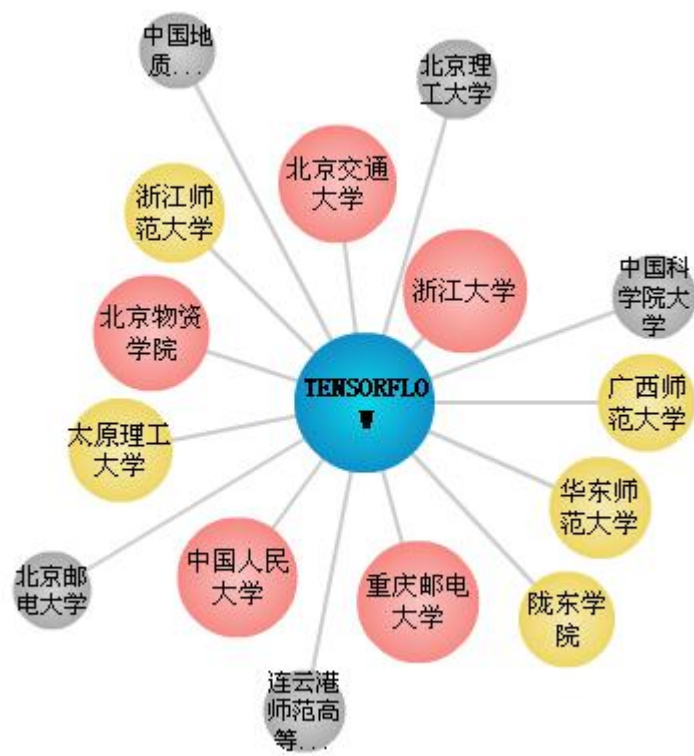 中国地
质...
北京理
工大学
北京交通
大学
浙江师
范大学
浙江大学
中国科
学院大
学
北京物资
学院
TENSORFLO
W
广西师
范大学
太原理工
大学
华东师
范大学
北京邮
电大学
中国人民
大学
重庆邮电
大学
陇东学
院
连云港
师范高
等...